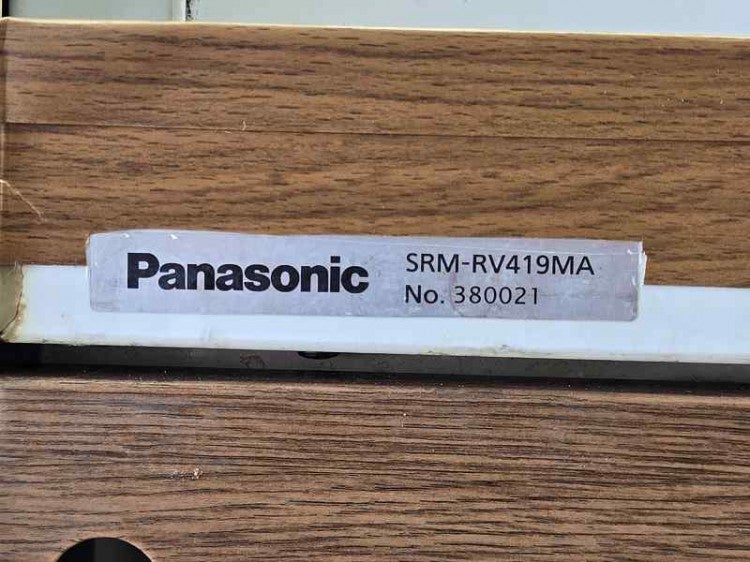 Panasonic
SRM-RV419MA
No. 380021